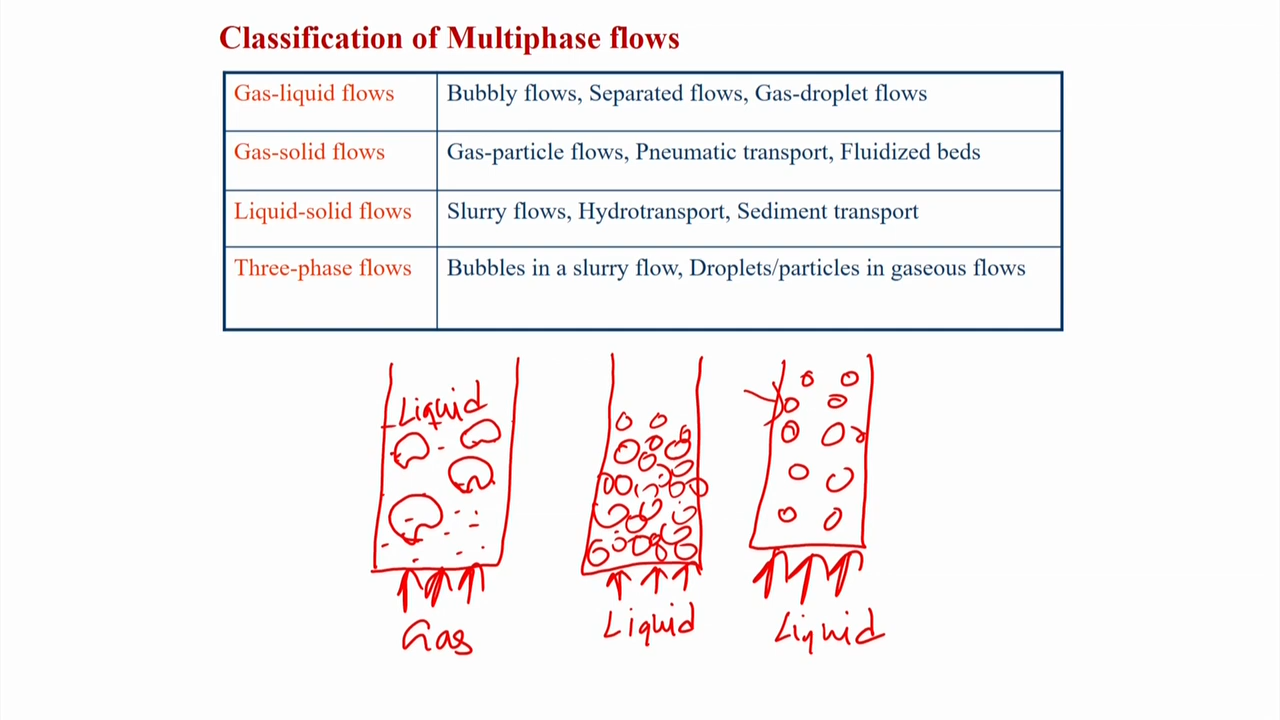 Classification of Multiphase flows
Gas-liquid flows Bubbly flows, Separated flows, Gas-droplet flows
Gas-solid flows Gas-particle flows, Pneumatic transport, Fluidized beds
Liquid-solid flows Slurry flows, Hydrotransport, Sediment transport
Three-phase flows Bubbles in a slurry flow, Droplets/particles in gaseous flows
Liquid
Gas Liquid Liquid